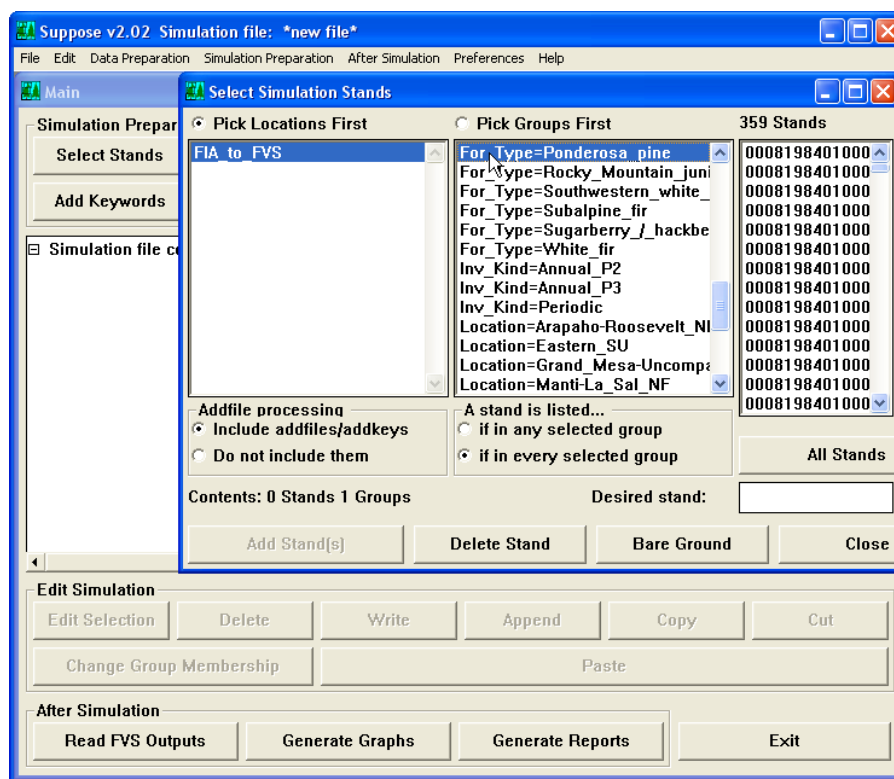 Suppose v2.02 Simulation file: *new file*
File Edit Data Preparation Simulation Preparation After Simulation Preferences Help
Main
Select Simulation Stands
Simulation Prepar
Select Stands
Add Keywords
Simulation file co
Pick Locations First
Pick Groups First
359 Stands
FIA_to_FVS
For_Type=Ponderosa_pine
For_Type=Rocky_Mountain_juni
For_Type=Southwestern_white_
For_Type=Subalpine_fir
For_Type=Sugarberry_/_hackbe
For_Type=White_fir
Inv_Kind=Annual_P2
Inv_Kind=Annual_P3
Inv_Kind=Periodic
Location=Arapaho-Roosevelt_NF
Location=Eastern_SU
Location=Grand_Mesa-Uncompa
Location=Manti-La_Sal_NF
0008198401000
0008198401000
0008198401000
0008198401000
0008198401000
0008198401000
0008198401000
0008198401000
0008198401000
0008198401000
0008198401000
0008198401000
0008198401000
0008198401000
Addfile processing
Include addfiles/addkeys
Do not include them
A stand is listed...
if in any selected group
if in every selected group
All Stands
Contents: 0 Stands 1 Groups
Desired stand:
Add Stand(s)
Delete Stand
Bare Ground
Close
Edit Simulation
Edit Selection
Delete
Write
Append
Copy
Cut
Change Group Membership
Paste
After Simulation
Read FVS Outputs
Generate Graphs
Generate Reports
Exit